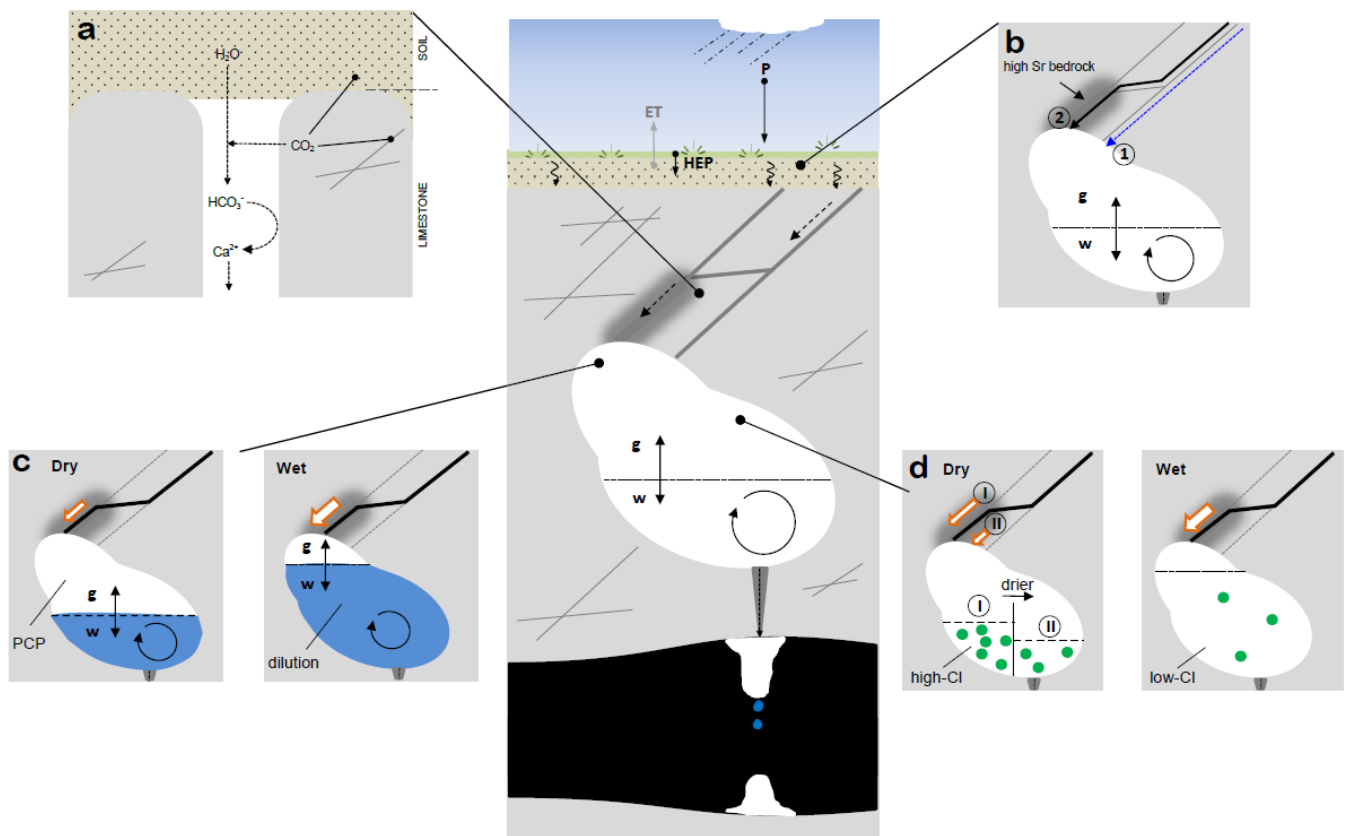 a
H₂O
CO₂
HCO₃⁻
Ca²⁺
SOIL
LIMESTONE
P
ET
HEP
g
w
b
high Sr bedrock
2
1
g
w
c
Dry
g
w
PCP
Wet
g
w
dilution
d
Dry
I
II
drier
I
II
high-Cl
Wet
low-Cl